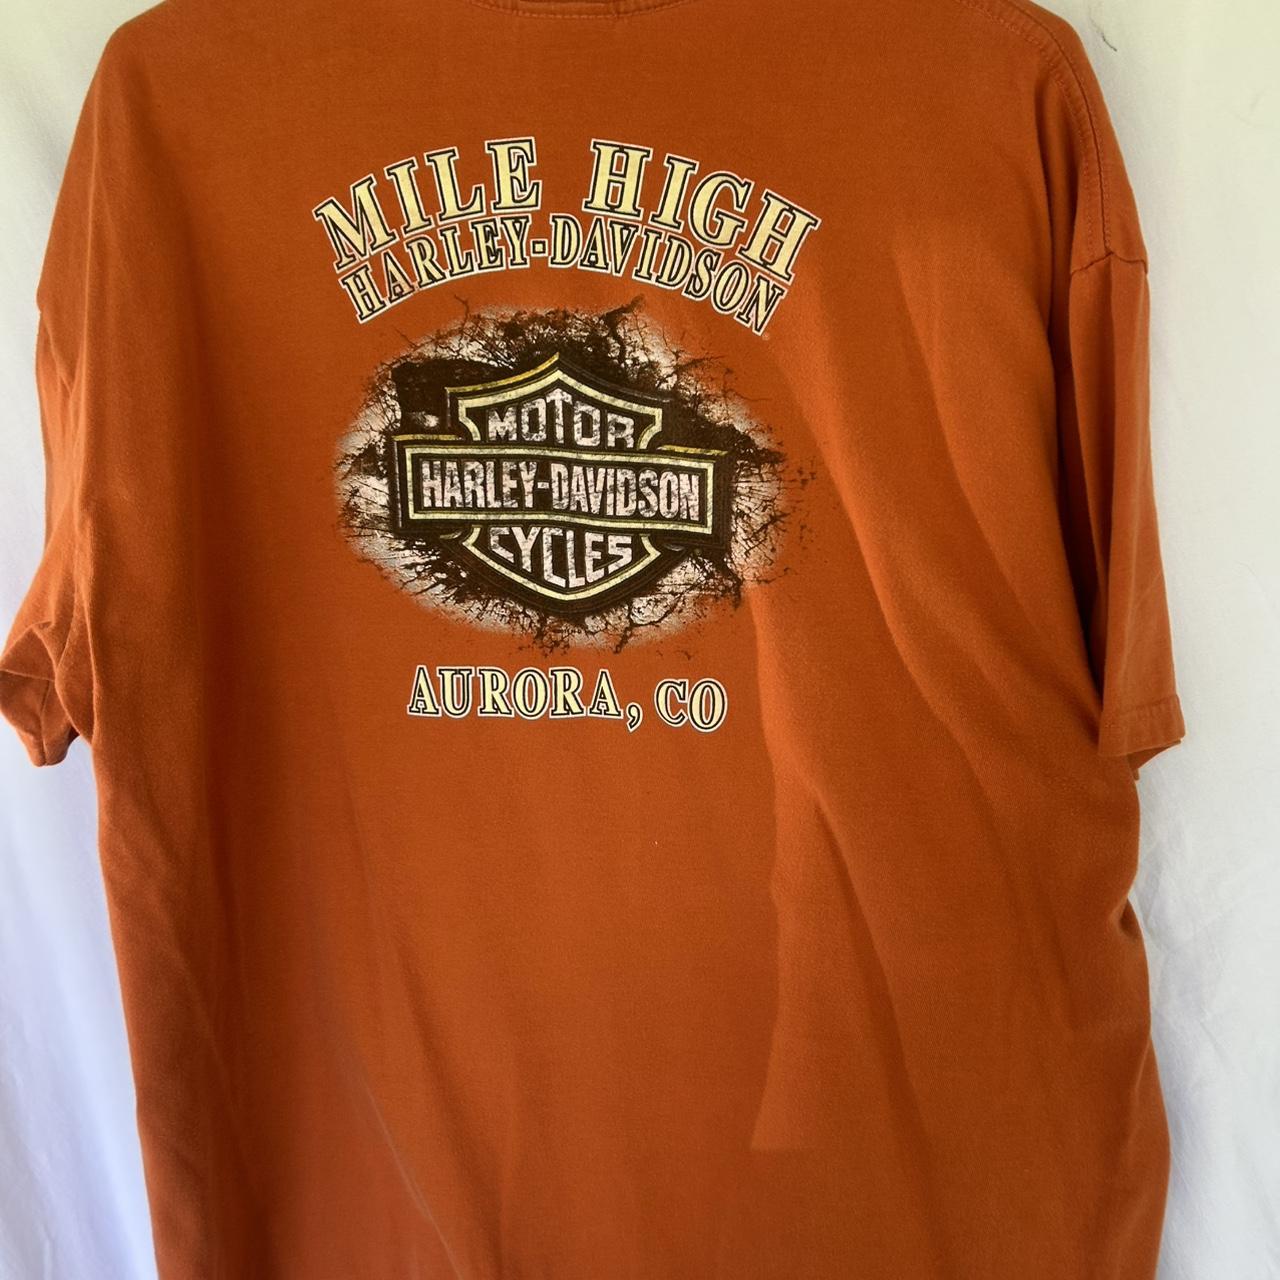 MILE HIGH
HARLEY-DAVIDSON
MOTOR
HARLEY-DAVIDSON
CYCLES
AURORA, CO